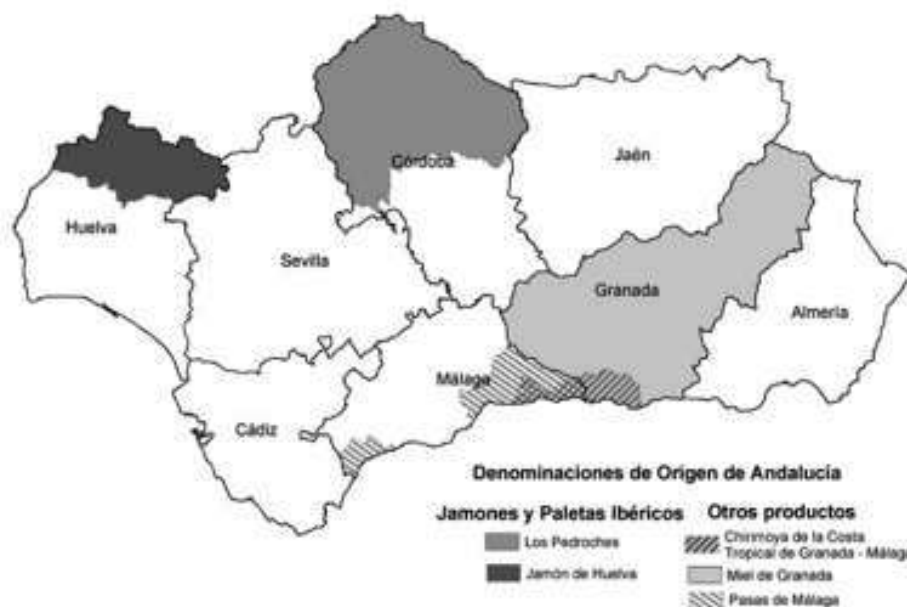 Jaén
Córdoba
Huelva
Sevilla
Granada
Almería
Málaga
Cádiz
Denominaciones de Origen de Andalucía
Jamones y Paletas Ibéricos
Los Pedroches
Jamón de Huelva
Otros productos
Chirimoya de la Costa
Tropical de Granada - Málaga
Miel de Granada
Pasas de Málaga